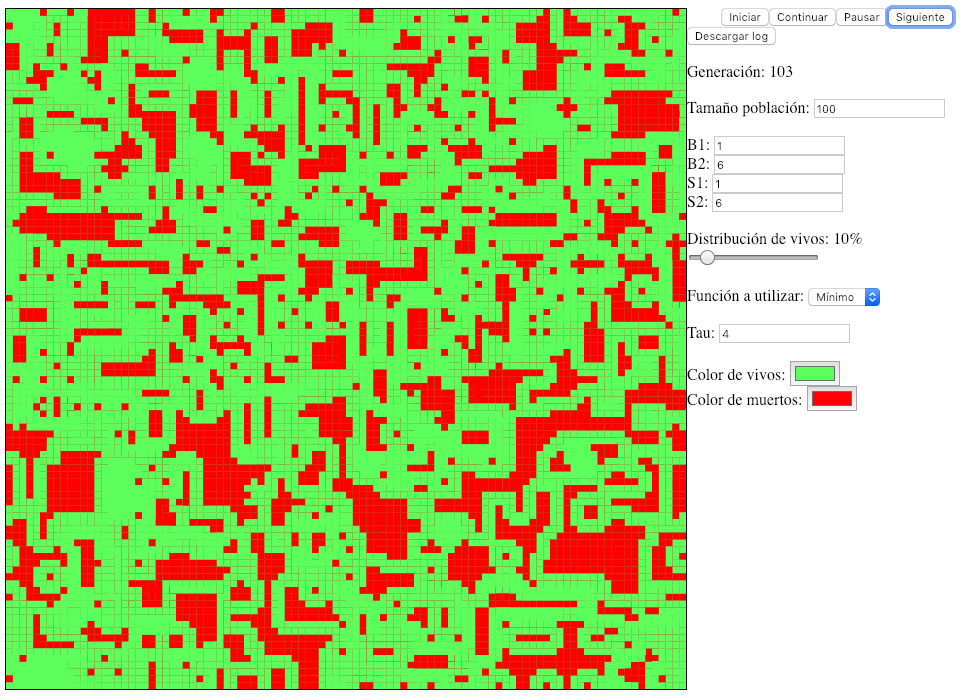 Iniciar Continuar Pausar Siguiente
Descargar log
Generación: 103
Tamaño población: 100
B1: 1
B2: 6
S1: 1
S2: 6
Distribución de vivos: 10%
Función a utilizar: Mínimo
Tau: 4
Color de vivos:
Color de muertos: